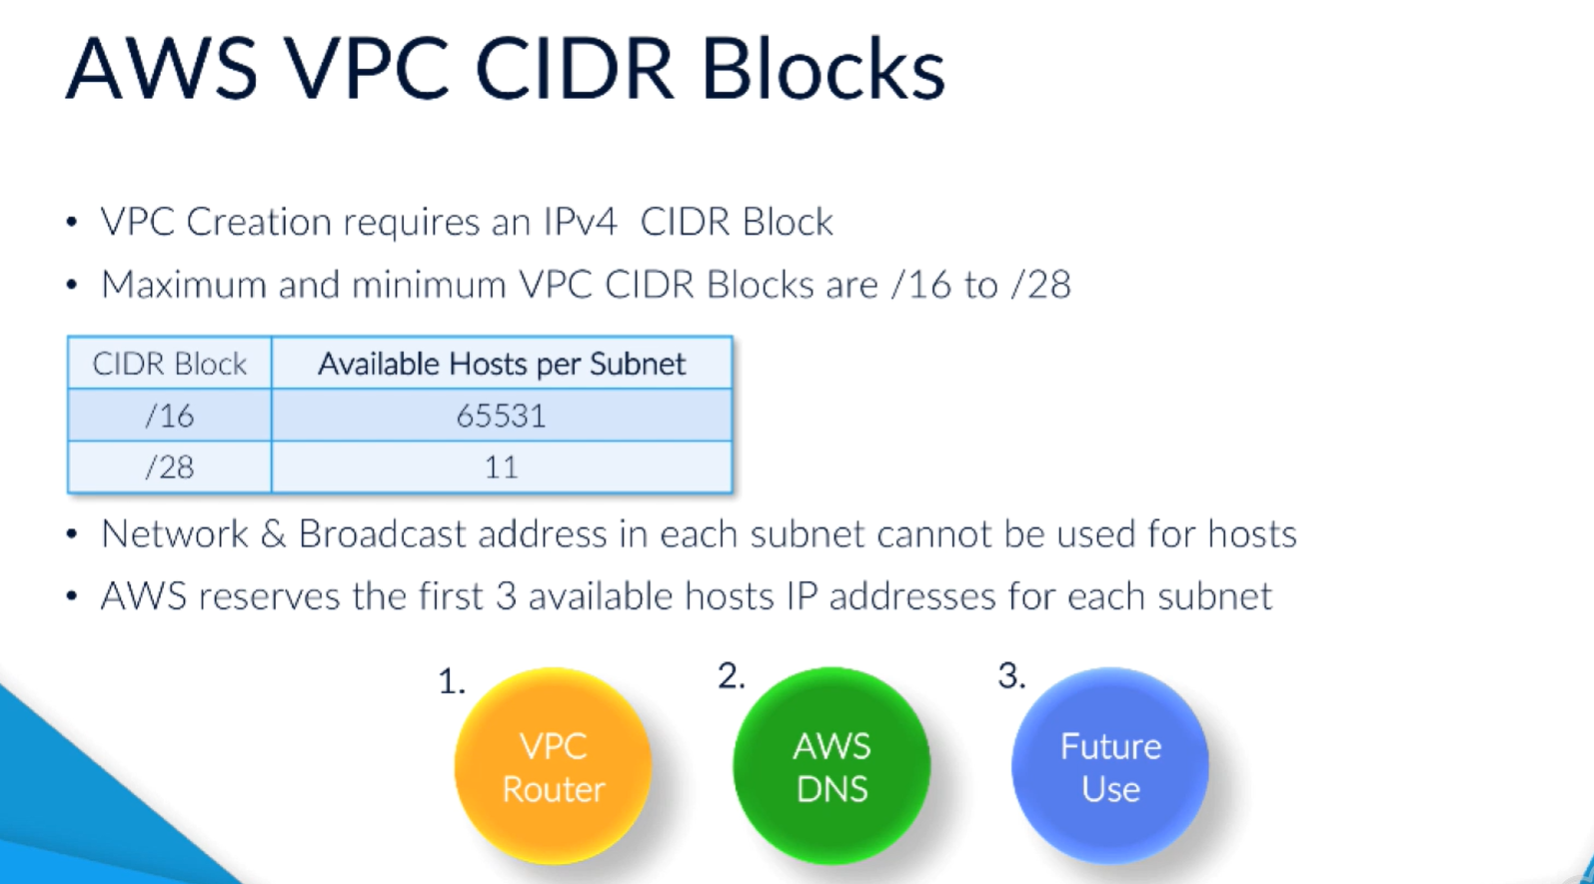 AWS VPC CIDR Blocks
• VPC Creation requires an IPv4 CIDR Block
• Maximum and minimum VPC CIDR Blocks are /16 to /28
CIDR Block Available Hosts per Subnet
/16 65531
/28 11
• Network & Broadcast address in each subnet cannot be used for hosts
• AWS reserves the first 3 available hosts IP addresses for each subnet
1. 2. 3.
VPC AWS Future
Router DNS Use